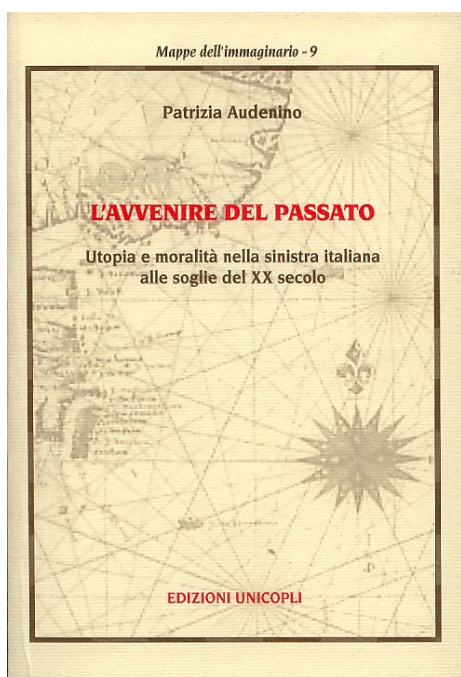 Mappe dell'immaginario - 9
Patrizia Audenino
L'AVVENIRE DEL PASSATO
Utopia e moralità nella sinistra italiana
alle soglie del XX secolo
EDIZIONI UNICOPLI